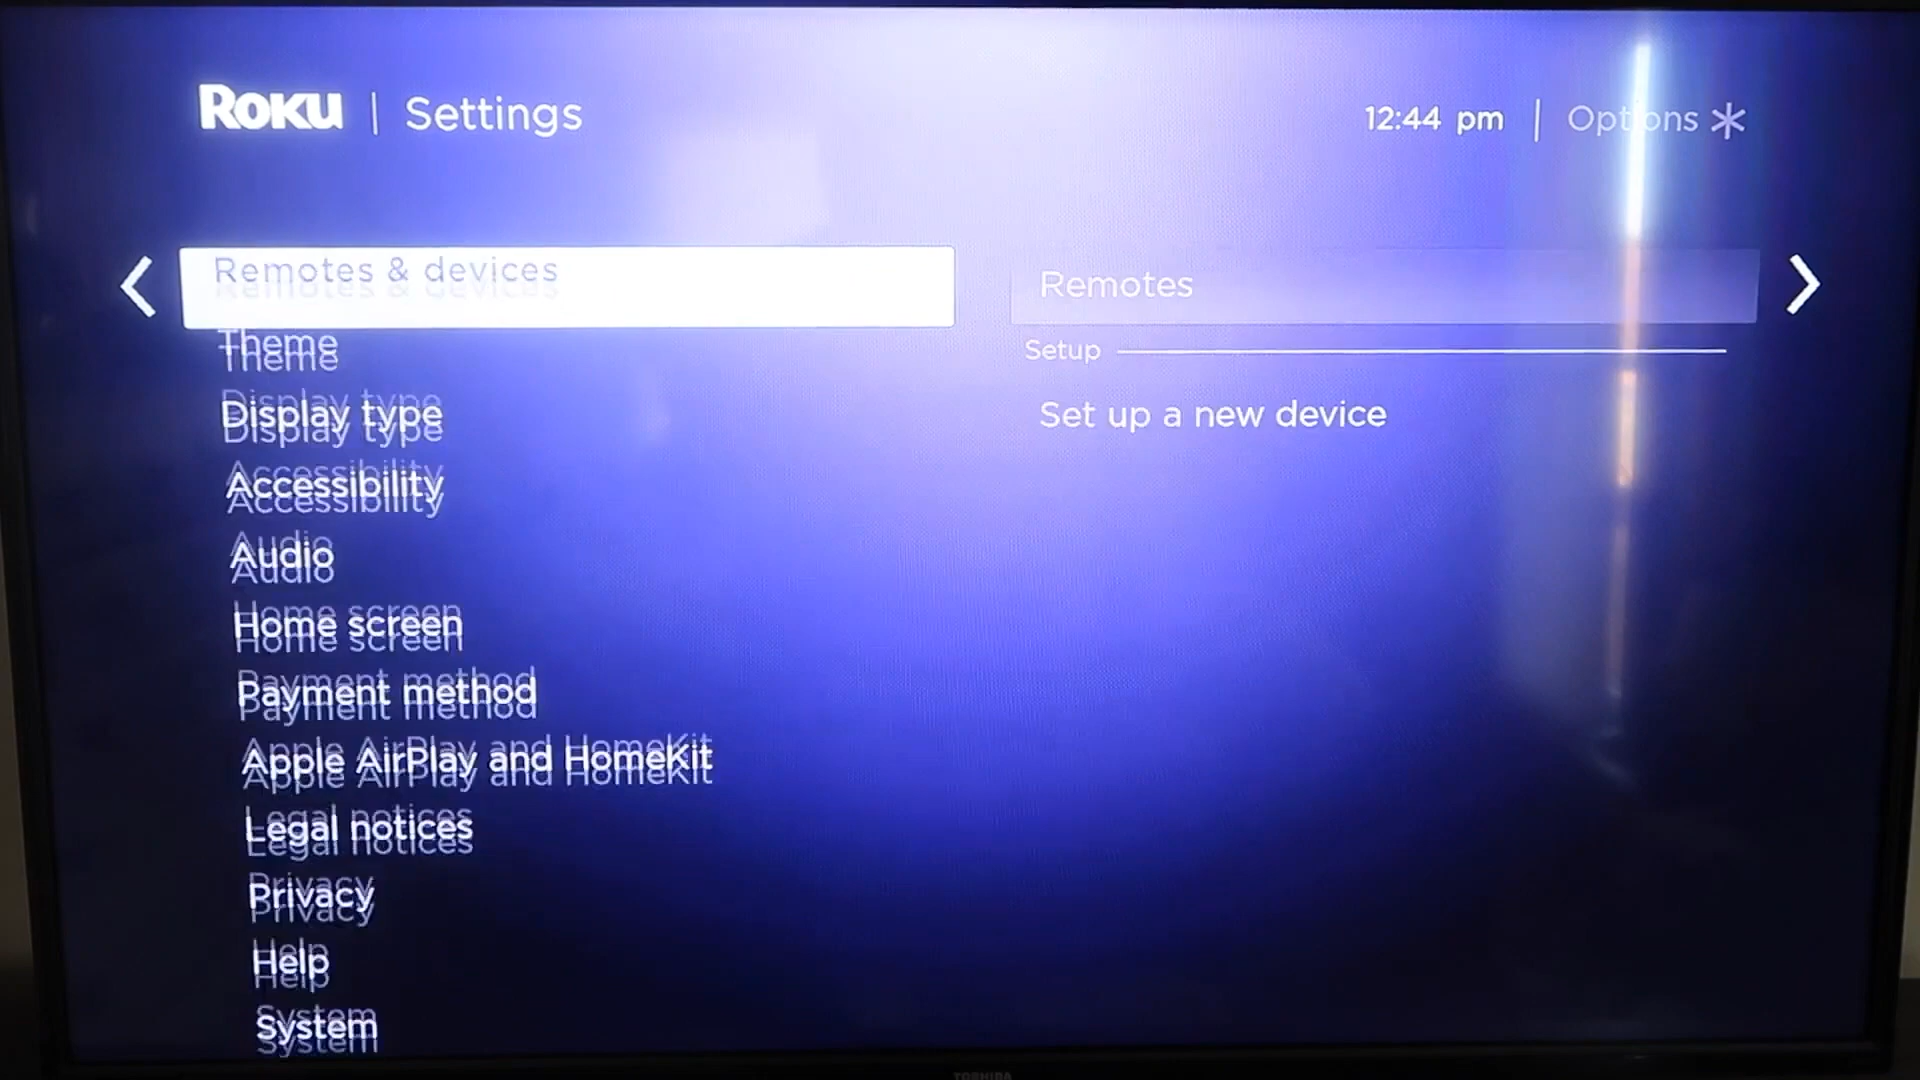 Roku | Settings
12:44 pm | Options *
Remotes & devices
Theme
Display type
Accessibility
Audio
Home screen
Payment method
Apple AirPlay and HomeKit
Legal notices
Privacy
Help
System
Remotes
Setup
Set up a new device
TOSHIBA